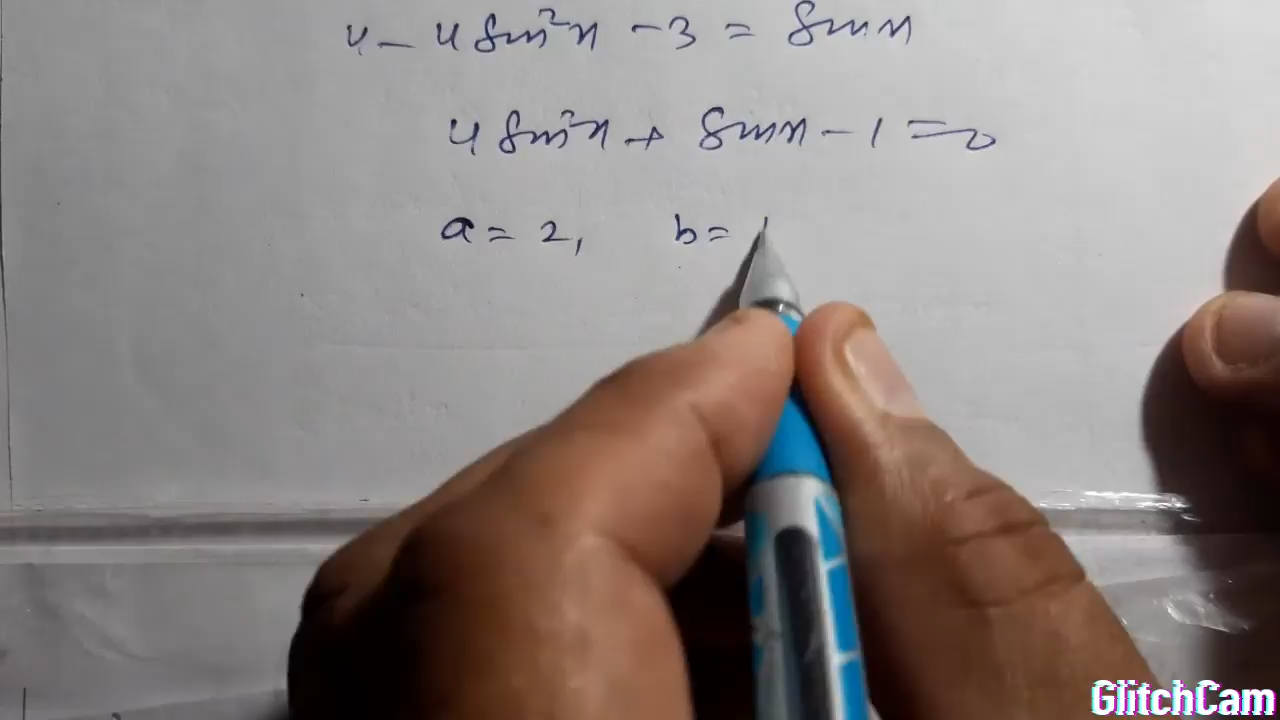 4 - 4 sin²x - 3 = sinx
4 sin²x + sinx - 1 = 0
a = 2, b = 1
GlitchCam